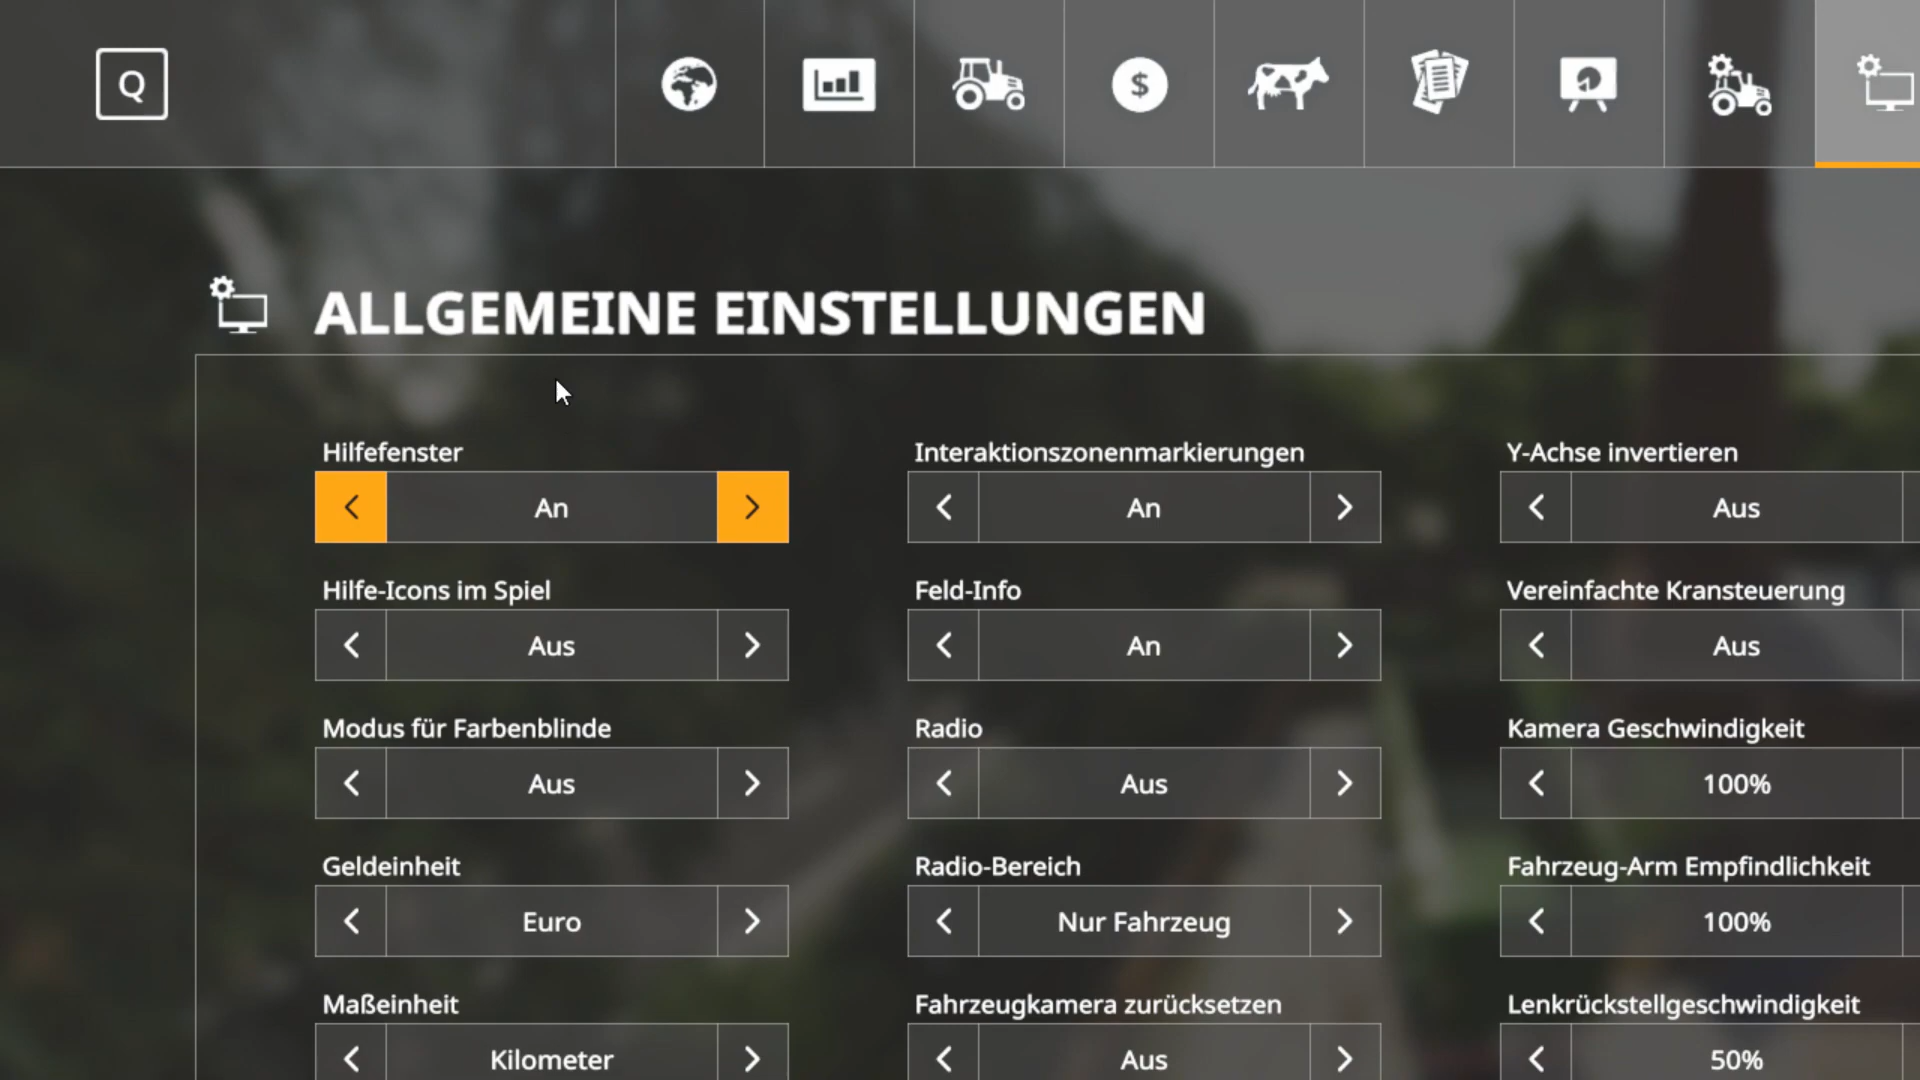 Q
$
ALLGEMEINE EINSTELLUNGEN
Hilfefenster
An
Interaktionszonenmarkierungen
An
Y-Achse invertieren
Aus
Hilfe-Icons im Spiel
Aus
Feld-Info
An
Vereinfachte Kransteuerung
Aus
Modus für Farbenblinde
Aus
Radio
Aus
Kamera Geschwindigkeit
100%
Geldeinheit
Euro
Radio-Bereich
Nur Fahrzeug
Fahrzeug-Arm Empfindlichkeit
100%
Maßeinheit
Kilometer
Fahrzeugkamera zurücksetzen
Aus
Lenkrückstellgeschwindigkeit
50%